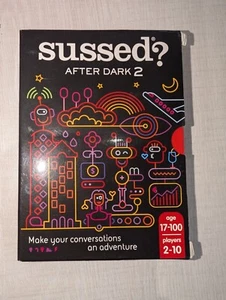 sussed?
AFTER DARK 2
Make your conversations
an adventure
age
17-100
players
2-10